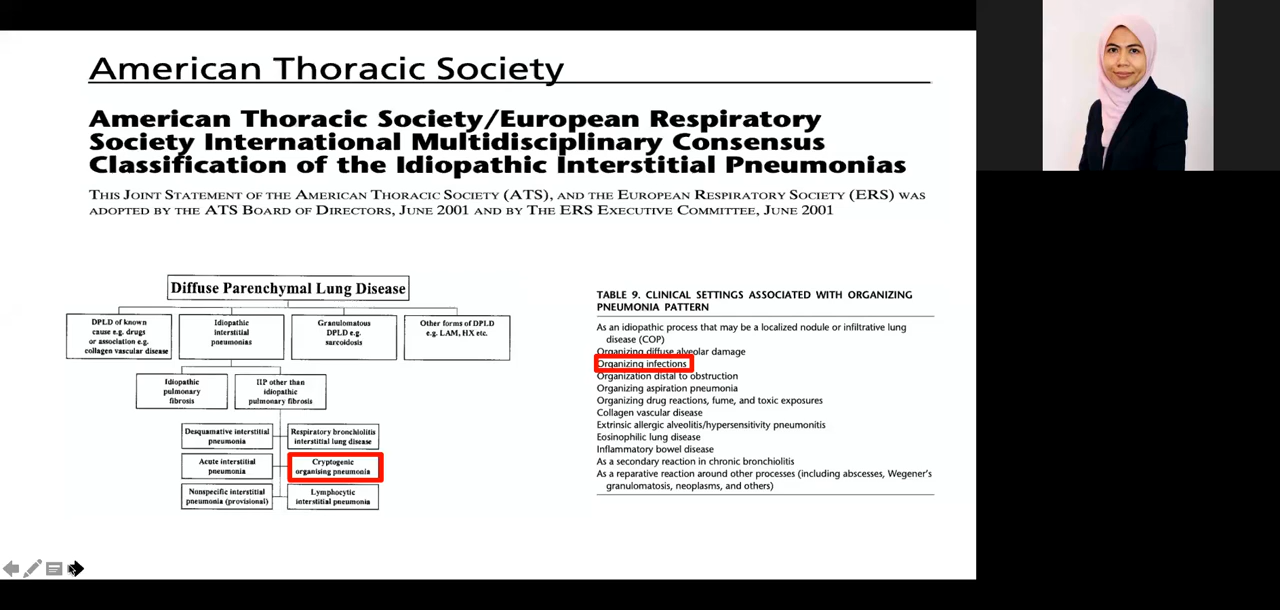 American Thoracic Society
American Thoracic Society/European Respiratory
Society International Multidisciplinary Consensus
Classification of the Idiopathic Interstitial Pneumonias
THIS JOINT STATEMENT OF THE AMERICAN THORACIC SOCIETY (ATS), AND THE EUROPEAN RESPIRATORY SOCIETY (ERS) WAS
ADOPTED BY THE ATS BOARD OF DIRECTORS, JUNE 2001 AND BY THE ERS EXECUTIVE COMMITTEE, JUNE 2001
Diffuse Parenchymal Lung Disease
DPLD of known
cause e.g. drugs
or association e.g.
collagen vascular disease
Idiopathic
interstitial
pneumonias
Granulomatous
DPLD e.g.
sarcoidosis
Other forms of DPLD
e.g. LAM, HX etc.
Idiopathic
pulmonary
fibrosis
IIP other than
idiopathic
pulmonary fibrosis
Desquamative interstitial
pneumonia
Respiratory bronchiolitis
interstitial lung disease
Acute interstitial
pneumonia
Cryptogenic
organising pneumonia
Nonspecific interstitial
pneumonia (provisional)
Lymphocytic
interstitial pneumonia
TABLE 9. CLINICAL SETTINGS ASSOCIATED WITH ORGANIZING
PNEUMONIA PATTERN
As an idiopathic process that may be a localized nodule or infiltrative lung
disease (COP)
Organizing diffuse alveolar damage
Organizing infections
Organization distal to obstruction
Organizing aspiration pneumonia
Organizing drug reactions, fume, and toxic exposures
Collagen vascular disease
Extrinsic allergic alveolitis/hypersensitivity pneumonitis
Eosinophilic lung disease
Inflammatory bowel disease
As a secondary reaction in chronic bronchiolitis
As a reparative reaction around other processes (including abscesses, Wegener's
granulomatosis, neoplasms, and others)